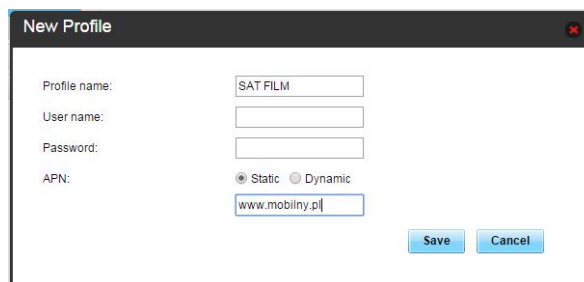 New Profile
Profile name: SAT FILM
User name:
Password:
APN: Static Dynamic
www.mobilny.pl
Save Cancel